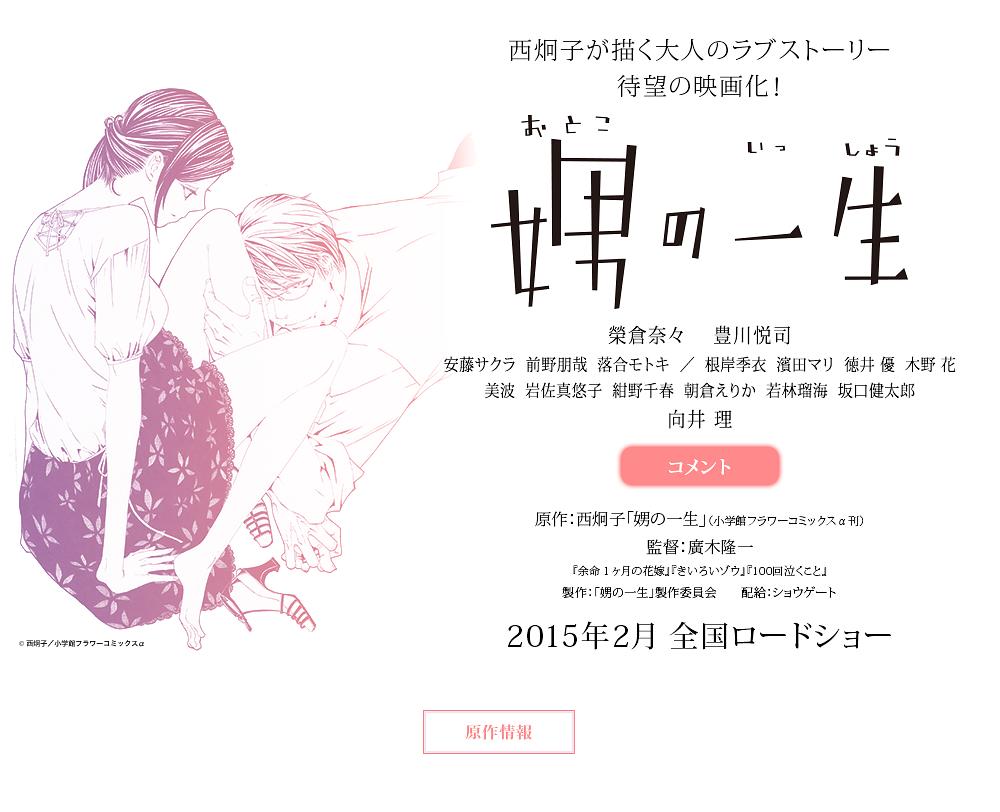 西炯子が描く大人のラブストーリー
待望の映画化!
おとこ いっ しょう
娚の一生
榮倉奈々 豊川悦司
安藤サクラ 前野朋哉 落合モトキ / 根岸季衣 濱田マリ 徳井 優 木野 花
美波 岩佐真悠子 紺野千春 朝倉えりか 若林瑠海 坂口健太郎
向井 理
コメント
原作:西炯子「娚の一生」(小学館フラワーコミックスα刊)
監督:廣木隆一
『余命1ヶ月の花嫁』『きいろいゾウ』『100回泣くこと』
製作:「娚の一生」製作委員会 配給:ショウゲート
2015年2月 全国ロードショー
© 西炯子/小学館フラワーコミックスα
原作情報